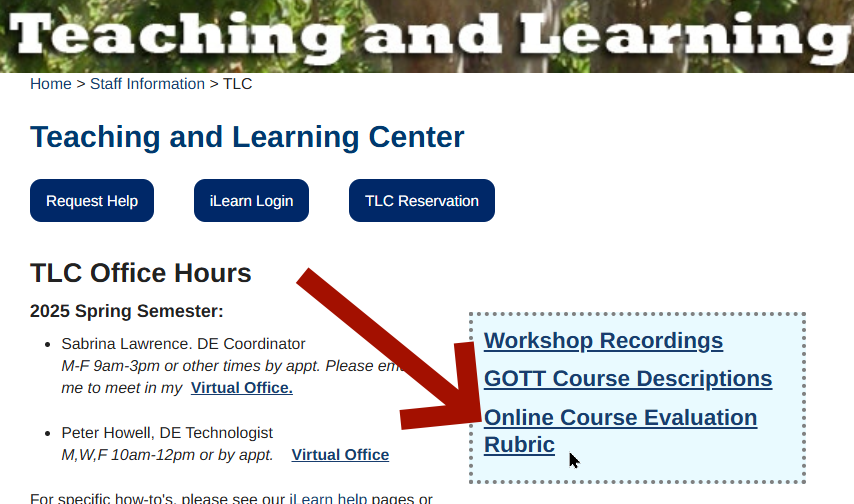 Teaching and Learning
Home > Staff Information > TLC
Teaching and Learning Center
Request Help
iLearn Login
TLC Reservation
TLC Office Hours
2025 Spring Semester:
Sabrina Lawrence. DE Coordinator
M-F 9am-3pm or other times by appt. Please
me to meet in my Virtual Office.
Peter Howell, DE Technologist
M,W,F 10am-12pm or by appt. Virtual Office
For specific how-to's, please see our iLearn help pages or
Workshop Recordings
GOTT Course Descriptions
Online Course Evaluation
Rubric